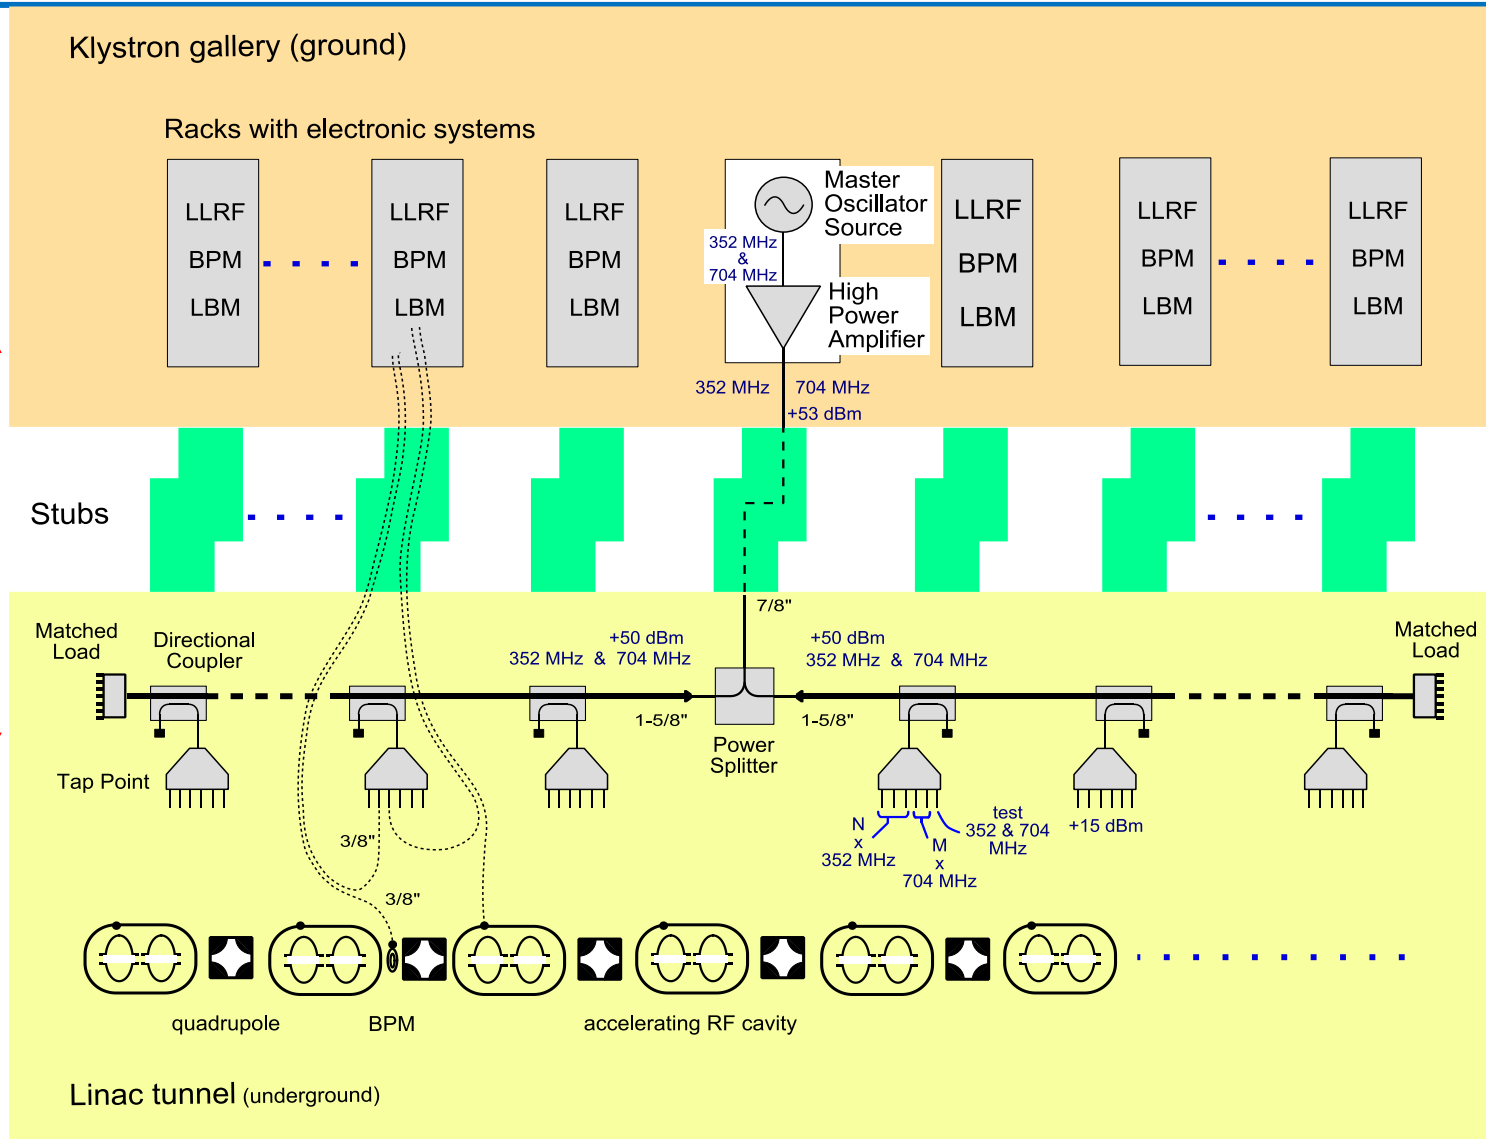 Klystron gallery (ground)
Racks with electronic systems
LLRF
BPM
LBM
LLRF
BPM
LBM
LLRF
BPM
LBM
Master
Oscillator
Source
352 MHz
&
704 MHz
High
Power
Amplifier
LLRF
BPM
LBM
LLRF
BPM
LBM
LLRF
BPM
LBM
352 MHz
704 MHz
+53 dBm
Stubs
7/8"
Matched
Load
Directional
Coupler
+50 dBm
352 MHz & 704 MHz
+50 dBm
352 MHz & 704 MHz
Matched
Load
1-5/8"
1-5/8"
Power
Splitter
Tap Point
3/8"
N
x
352 MHz
M
x
704 MHz
test
352 & 704
MHz
+15 dBm
3/8"
quadrupole
BPM
accelerating RF cavity
Linac tunnel (underground)